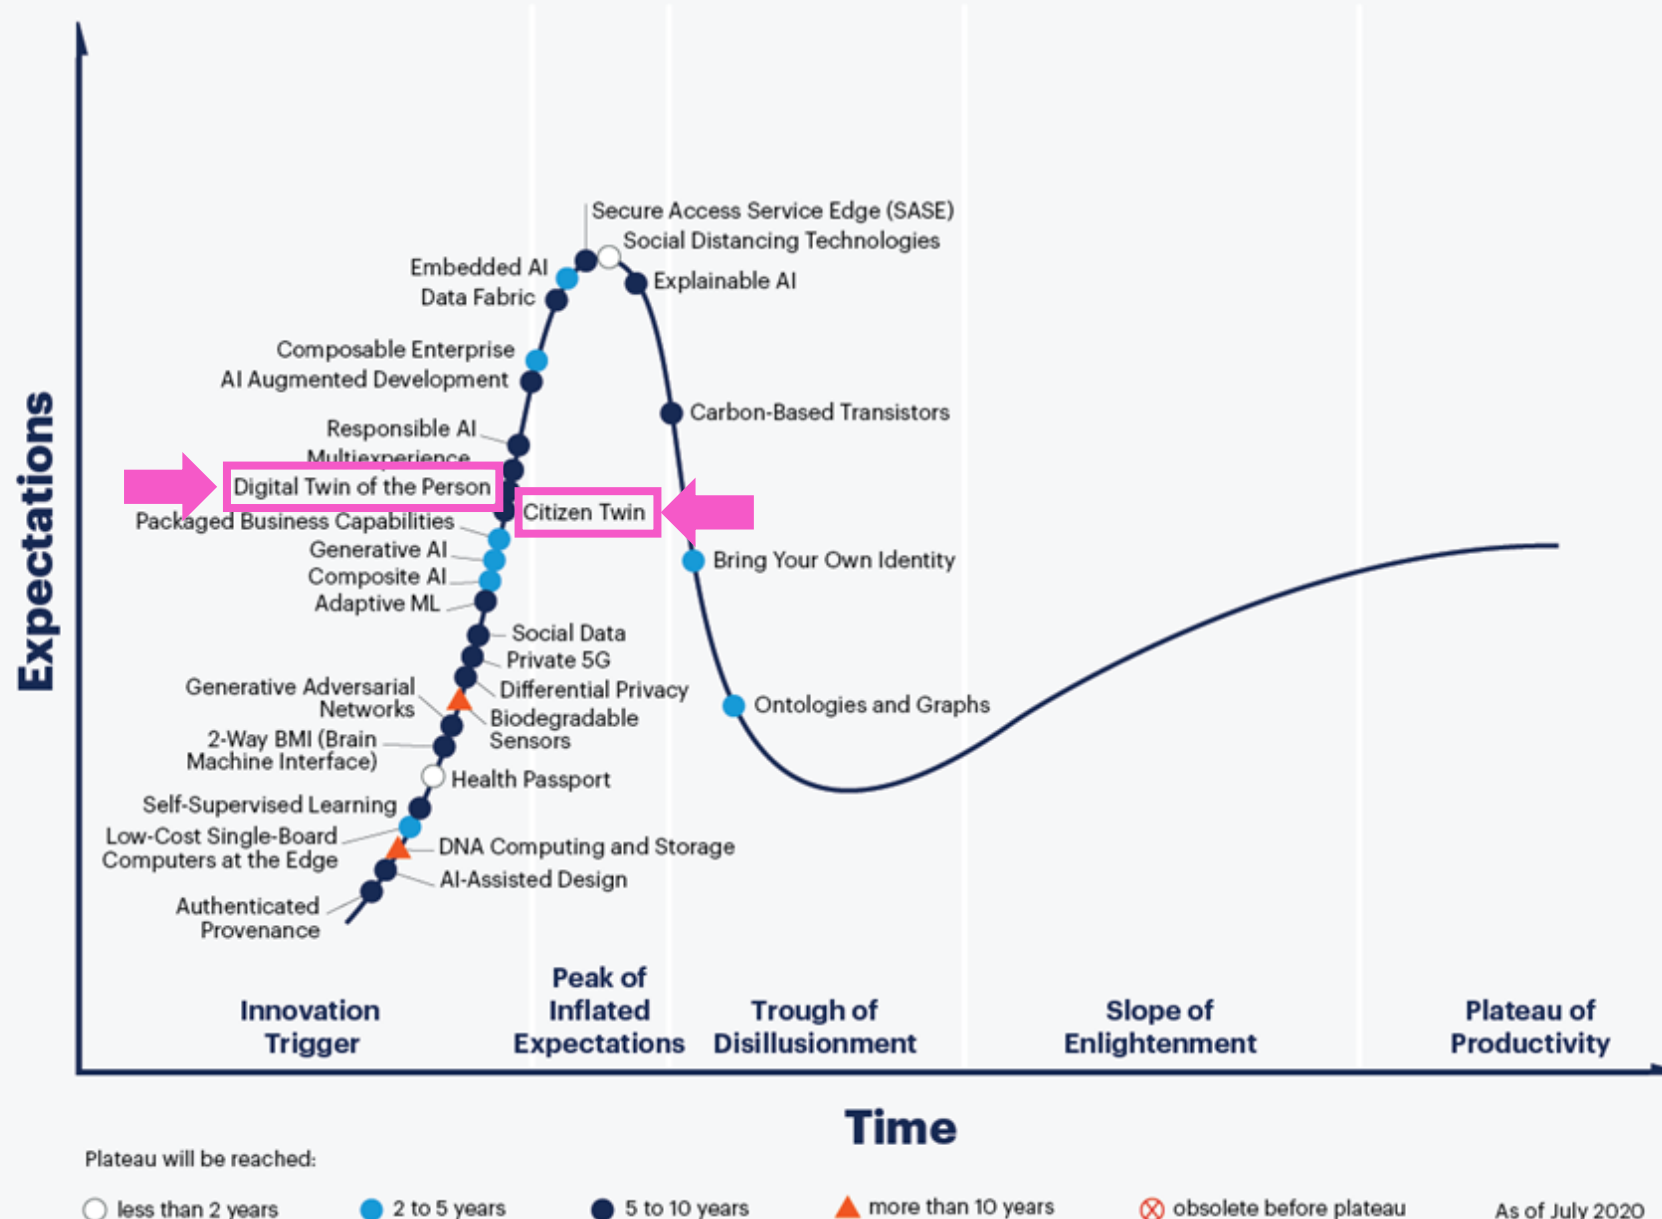 Expectations
Secure Access Service Edge (SASE)
Social Distancing Technologies
Embedded AI
Explainable AI
Data Fabric
Composable Enterprise
AI Augmented Development
Carbon-Based Transistors
Responsible AI
Multiexperience
Digital Twin of the Person
Citizen Twin
Packaged Business Capabilities
Generative AI
Bring Your Own Identity
Composite AI
Adaptive ML
Social Data
Private 5G
Differential Privacy
Generative Adversarial
Networks
Ontologies and Graphs
Biodegradable
Sensors
2-Way BMI (Brain
Machine Interface)
Health Passport
Self-Supervised Learning
Low-Cost Single-Board
Computers at the Edge
DNA Computing and Storage
AI-Assisted Design
Authenticated
Provenance
Innovation
Trigger
Peak of
Inflated
Expectations
Trough of
Disillusionment
Slope of
Enlightenment
Plateau of
Productivity
Time
Plateau will be reached:
less than 2 years
2 to 5 years
5 to 10 years
more than 10 years
obsolete before plateau
As of July 2020